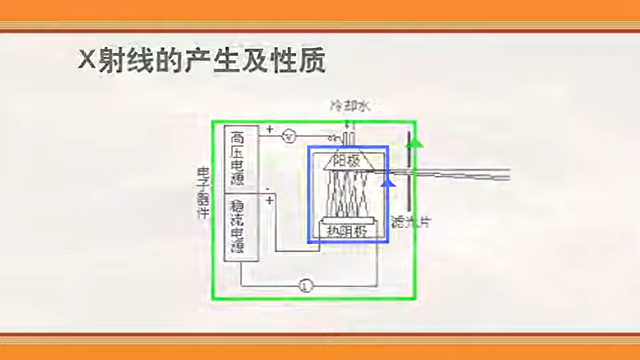 X射线的产生及性质
冷却水
高压电源
+
V
阳极
电子器件
-
+
稳流电源
滤光片
热阴极